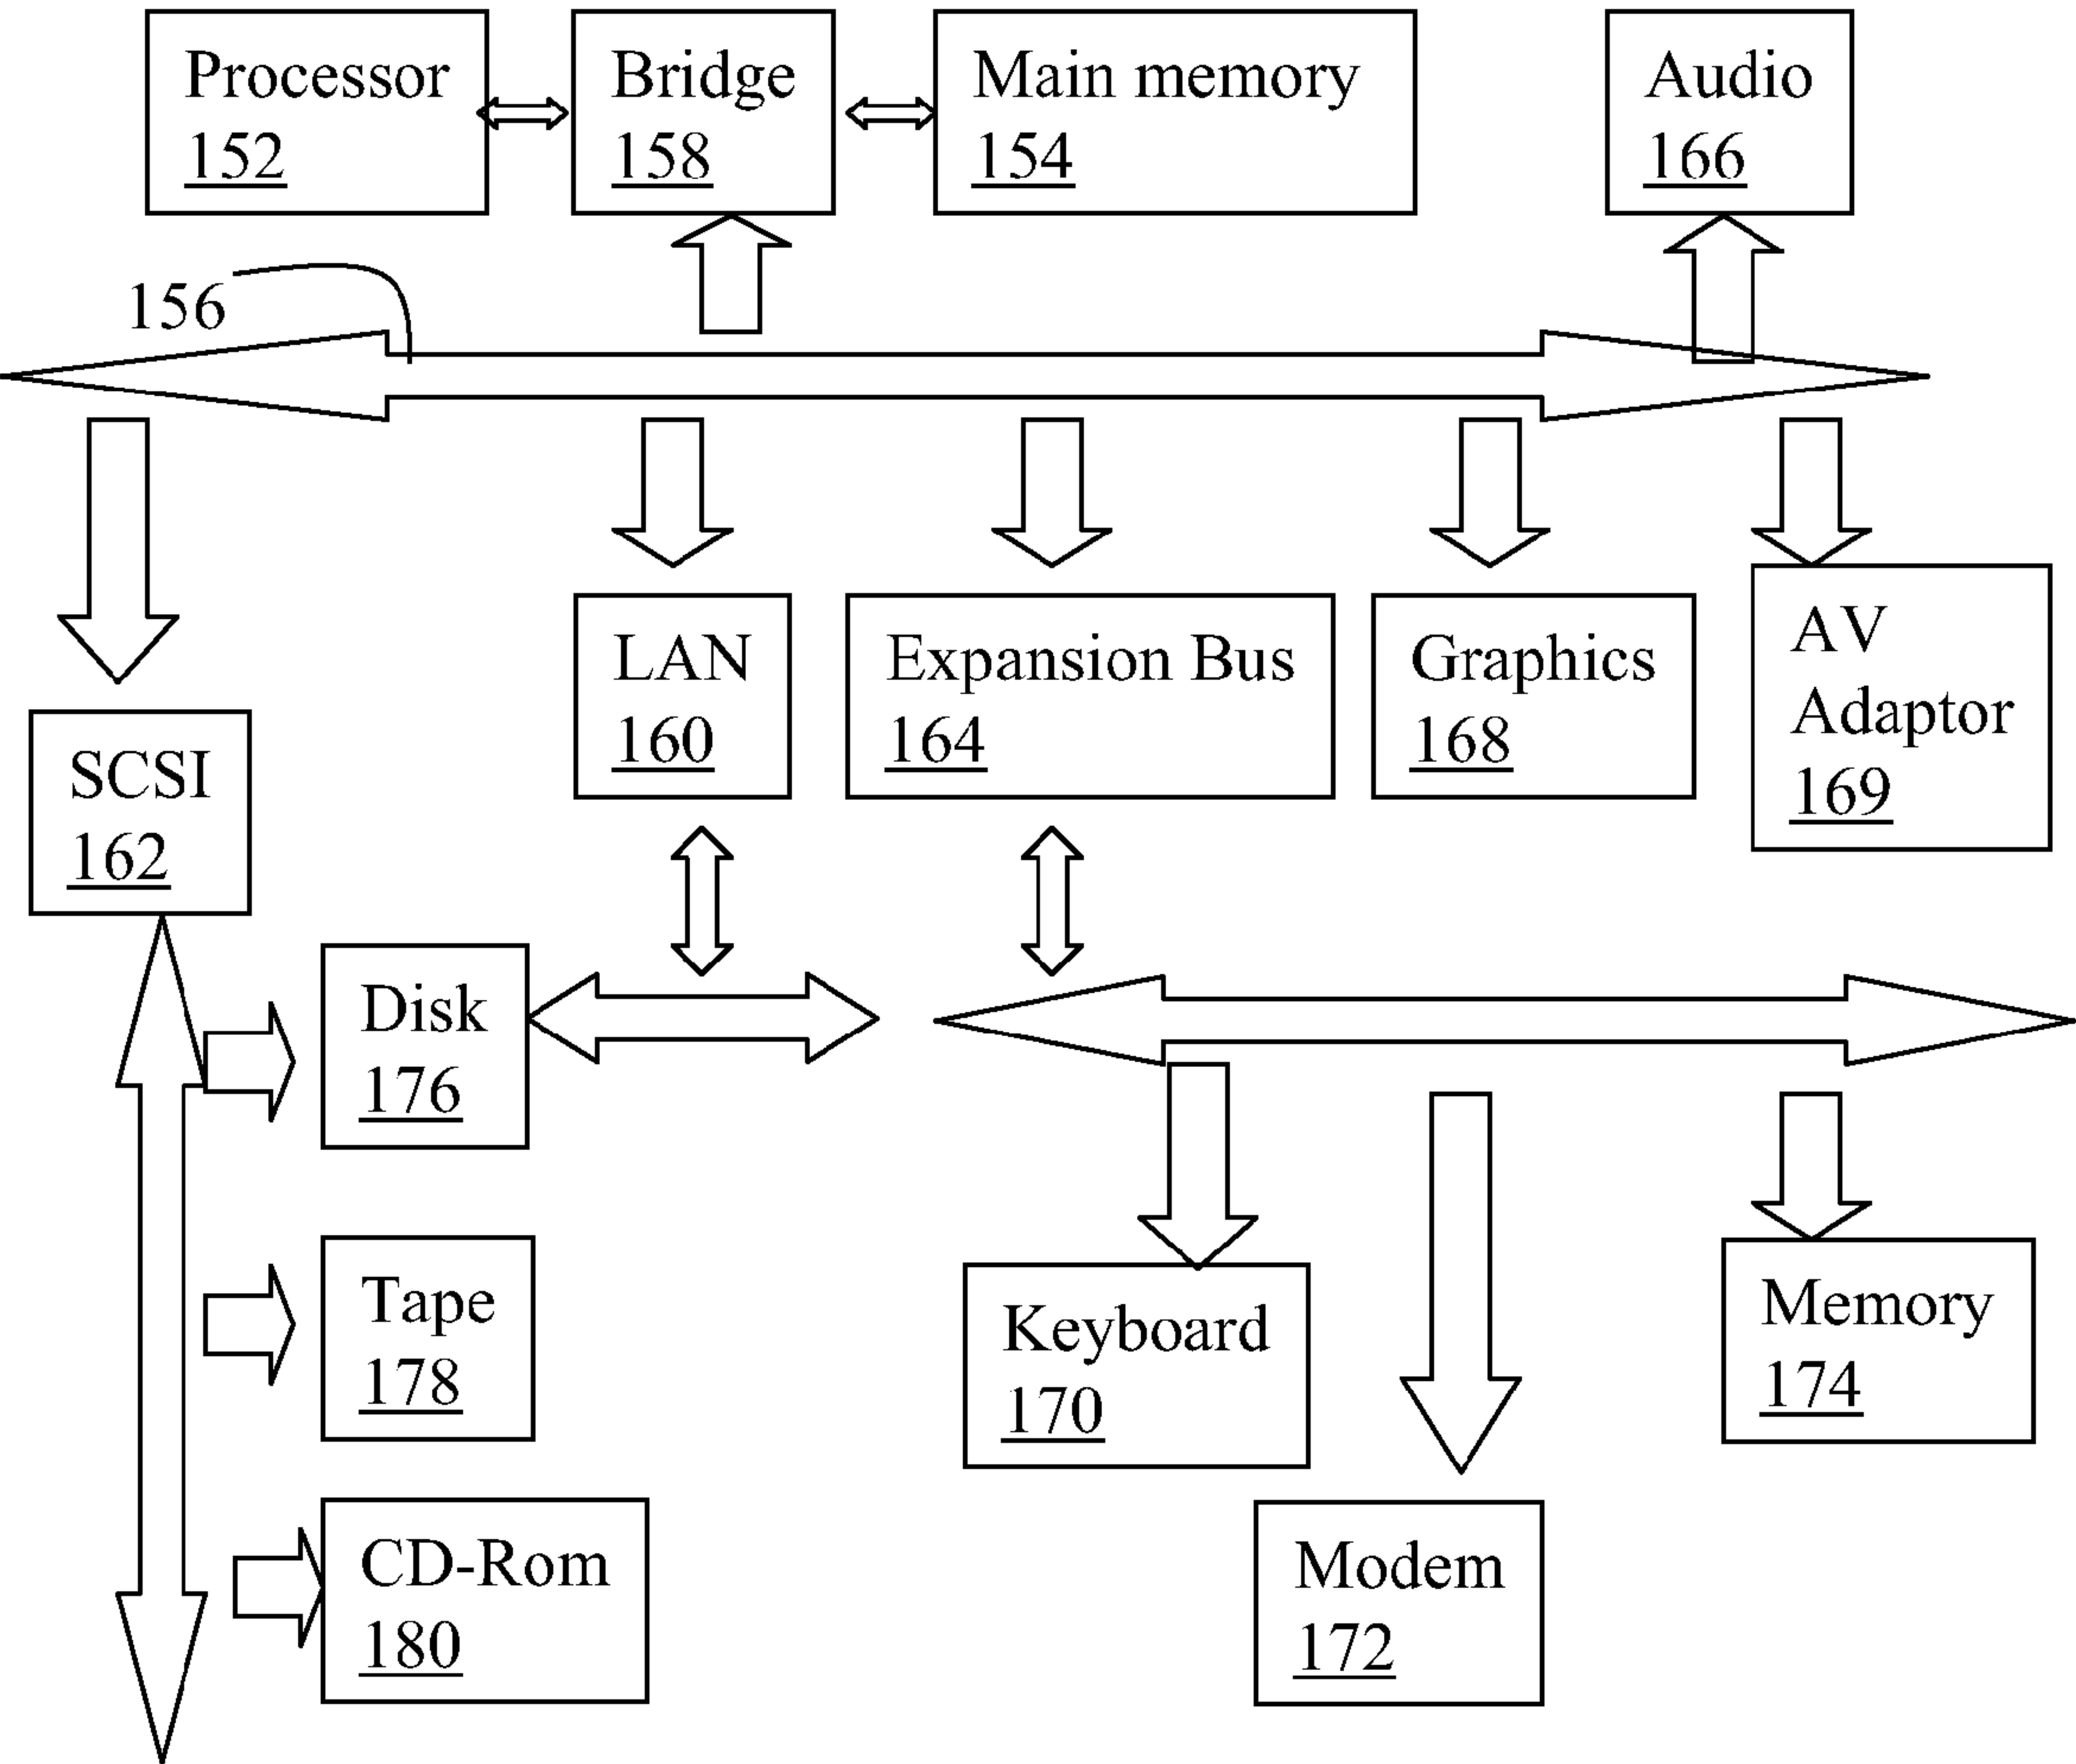 Processor
152
Bridge
158
Main memory
154
Audio
166
156
LAN
160
Expansion Bus
164
Graphics
168
AV
Adaptor
169
SCSI
162
Disk
176
Tape
178
Keyboard
170
Memory
174
CD-Rom
180
Modem
172